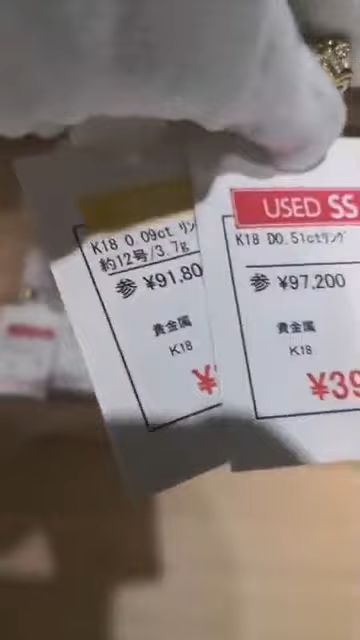 K18 0.09ct リン
約12号/3.7g
参 ¥91,80
貴金属
K18
¥
USED SS
K18 D0.51ctリング
参 ¥97,200
貴金属
K18
¥39